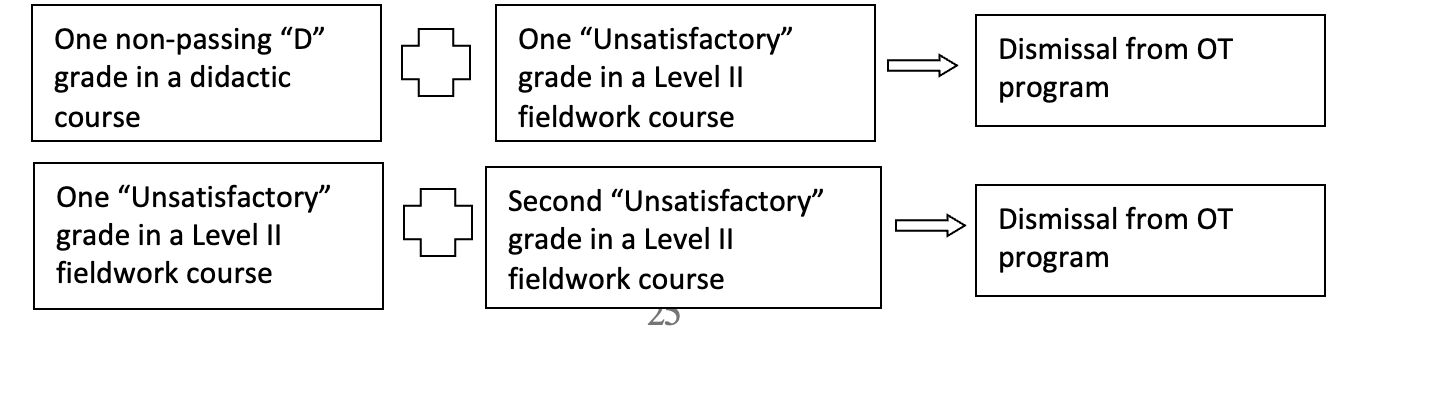 One non-passing “D”
grade in a didactic
course
One “Unsatisfactory”
grade in a Level II
fieldwork course
Dismissal from OT
program
One “Unsatisfactory”
grade in a Level II
fieldwork course
Second “Unsatisfactory”
grade in a Level II
fieldwork course
Dismissal from OT
program